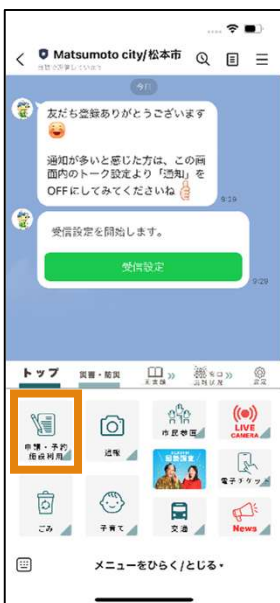 Matsumoto city/松本市
今日
友だち登録ありがとうございます
通知が多いと感じた方は、この画
面内のトーク設定より「通知」を
OFFにしてみてくださいね
9:29
受信設定を開始します。
受信設定
9:29
トップ
災害・防災
申請・予約
施設利用
通報
市民参画
LIVE
CAMERA
電子チケット
ごみ
子育て
交通
News
メニューをひらく/とじる